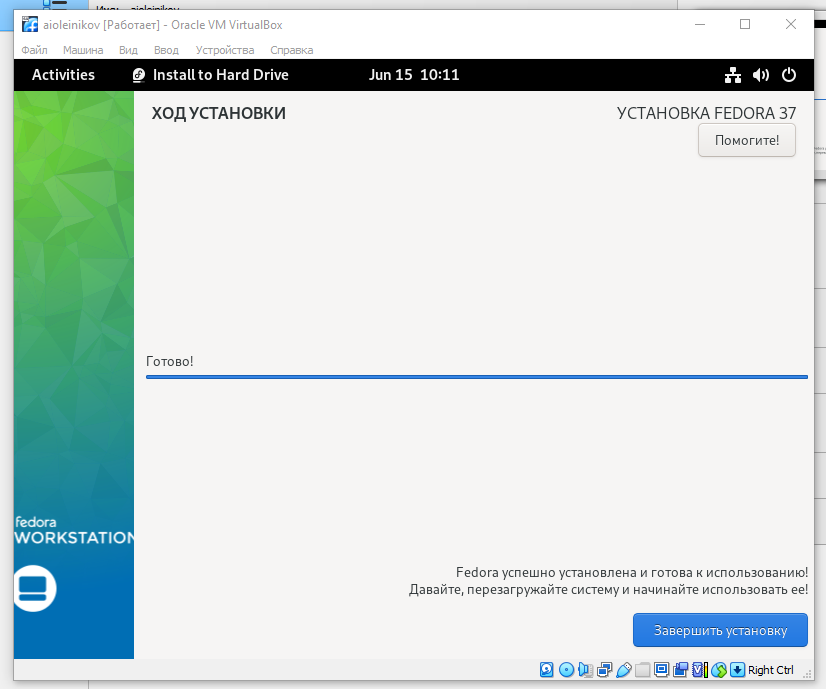 aioleinikov [Работает] - Oracle VM VirtualBox
Файл Машина Вид Ввод Устройства Справка
Activities Install to Hard Drive Jun 15 10:11
ХОД УСТАНОВКИ УСТАНОВКА FEDORA 37
Помогите!
Готово!
fedora
WORKSTATION
Fedora успешно установлена и готова к использованию!
Давайте, перезагружайте систему и начинайте использовать ее!
Завершить установку
Right Ctrl